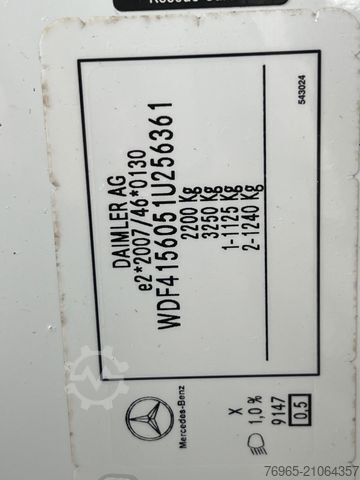 DAIMLER AG
e2*2007/46*0130
WDF4156051U256361
2200 Kg
3250 Kg
1-1125 Kg
2-1240 Kg
543024
Mercedes-Benz
X
1,0%
9147
0.5
76965-21064357